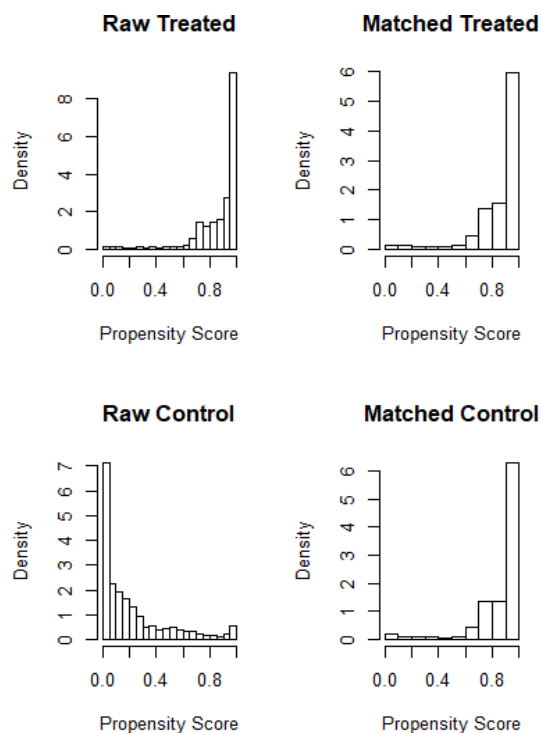 Raw Treated
Density
0 2 4 6 8
0.0 0.4 0.8
Propensity Score
Matched Treated
Density
0 1 2 3 4 5 6
0.0 0.4 0.8
Propensity Score
Raw Control
Density
0 1 2 3 4 5 6 7
0.0 0.4 0.8
Propensity Score
Matched Control
Density
0 1 2 3 4 5 6
0.0 0.4 0.8
Propensity Score